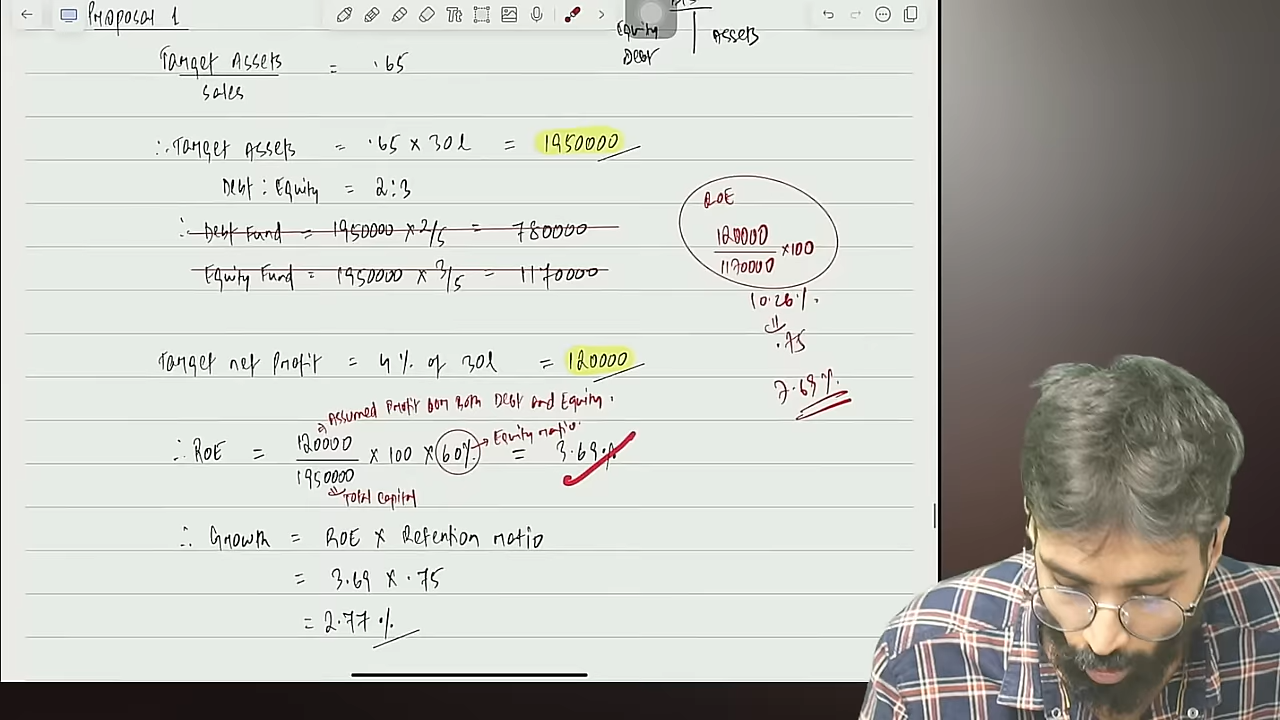 Proposal 1
BIS
Equity | Assets
Debt
Target Assets = .65
sales
∴ Target Assets = .65 × 30l = 1950000
Debt : Equity = 2:3
∴ Debt Fund = 1950000 × 2/5 = 780000
Equity Fund = 1950000 × 3/5 = 1170000
ROE
120000
1170000 × 100
10.26%.
.75
7.69%.
Target net Profit = 4% of 30l = 120000
Assumed Profit for both Debt and Equity.
∴ ROE = 120000 × 100 × 60% → Equity ratio. = 3.69%
1950000
Total Capital
∴ Growth = ROE × Retention ratio
= 3.69 × .75
= 2.77 %